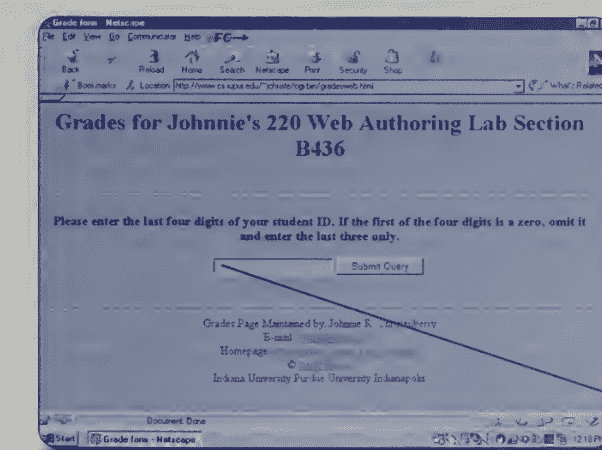 Grade form - Netscape
File Edit View Go Communicator Help
Back Reload Home Search Netscape Print Security Shop
Bookmarks Location What's Related
Grades for Johnnie's 220 Web Authoring Lab Section
B436
Please enter the last four digits of your student ID. If the first of the four digits is a zero, omit it
and enter the last three only.
Submit Query
Grades Page Maintained by: Johnnie R.
E-mail
Homepage
©
Indiana University Purdue University Indianapolis
Document: Done
Start Grade form - Netscape 12:18 PM